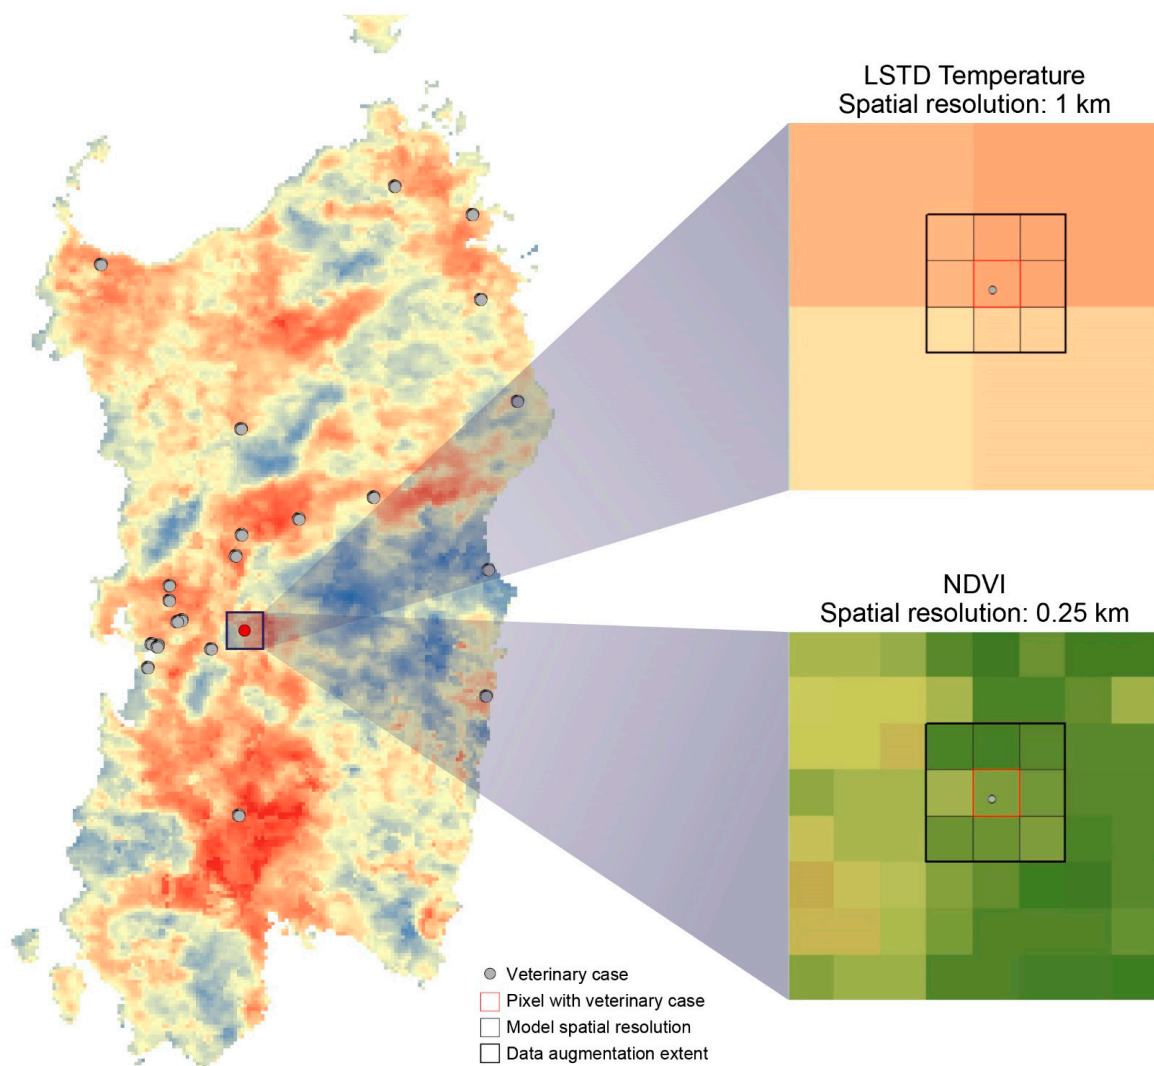 LSTD Temperature
Spatial resolution: 1 km
NDVI
Spatial resolution: 0.25 km
Veterinary case
Pixel with veterinary case
Model spatial resolution
Data augmentation extent